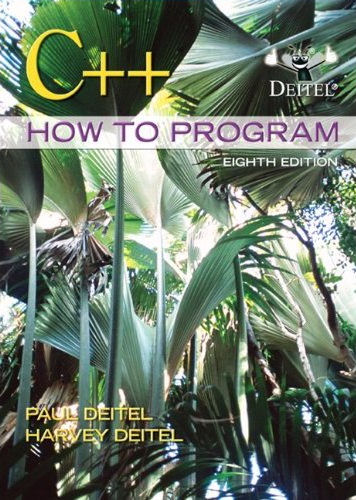 C++
DEITEL®
HOW TO PROGRAM
EIGHTH EDITION
PAUL DEITEL
HARVEY DEITEL